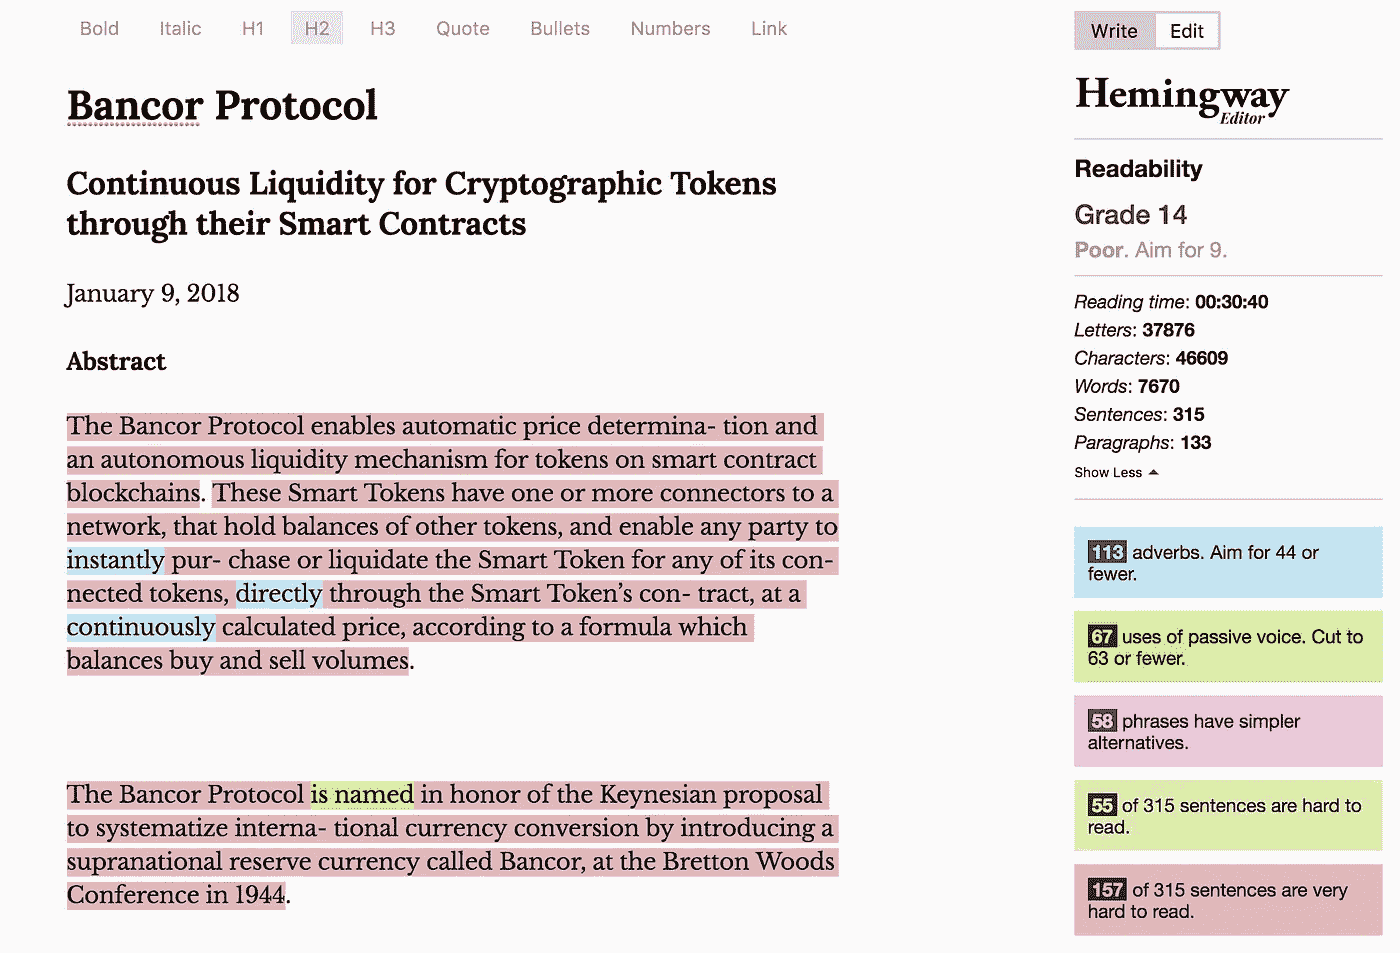 Bold Italic H1 H2 H3 Quote Bullets Numbers Link
Write Edit
Bancor Protocol
Continuous Liquidity for Cryptographic Tokens
through their Smart Contracts
January 9, 2018
Abstract
The Bancor Protocol enables automatic price determina- tion and
an autonomous liquidity mechanism for tokens on smart contract
blockchains. These Smart Tokens have one or more connectors to a
network, that hold balances of other tokens, and enable any party to
instantly pur- chase or liquidate the Smart Token for any of its con-
nected tokens, directly through the Smart Token’s con- tract, at a
continuously calculated price, according to a formula which
balances buy and sell volumes.
The Bancor Protocol is named in honor of the Keynesian proposal
to systematize interna- tional currency conversion by introducing a
supranational reserve currency called Bancor, at the Bretton Woods
Conference in 1944.
Hemingway
Editor
Readability
Grade 14
Poor. Aim for 9.
Reading time: 00:30:40
Letters: 37876
Characters: 46609
Words: 7670
Sentences: 315
Paragraphs: 133
Show Less
113 adverbs. Aim for 44 or
fewer.
67 uses of passive voice. Cut to
63 or fewer.
58 phrases have simpler
alternatives.
55 of 315 sentences are hard to
read.
157 of 315 sentences are very
hard to read.